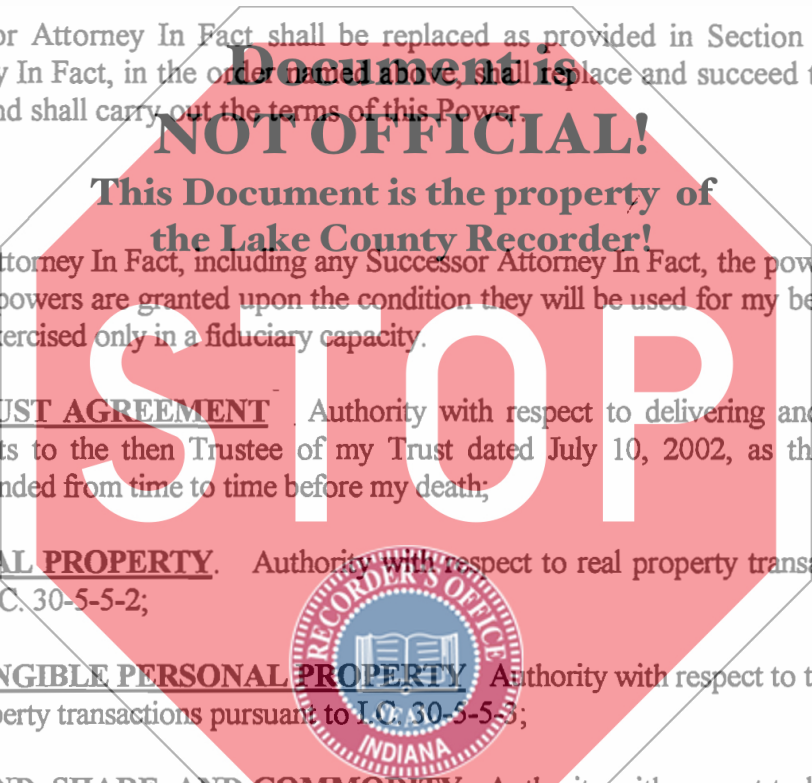 or Attorney In Fact shall be replaced as provided in Section
y In Fact, in the order named above, shall replace and succeed t
nd shall carry out the terms of this Power.
Document is
NOT OFFICIAL!
This Document is the property of
the Lake County Recorder!
ttorney In Fact, including any Successor Attorney In Fact, the pow
powers are granted upon the condition they will be used for my be
ercised only in a fiduciary capacity.
STOP
UST AGREEMENT Authority with respect to delivering and
ts to the then Trustee of my Trust dated July 10, 2002, as th
nded from time to time before my death;
AL PROPERTY. Authority with respect to real property transa
C. 30-5-5-2;
RECORDER'S OFFICE
INDIANA
NGIBLE PERSONAL PROPERTY Authority with respect to t
perty transactions pursuant to I.C. 30-5-5-3;
ND, SHARE AND COMMODITY